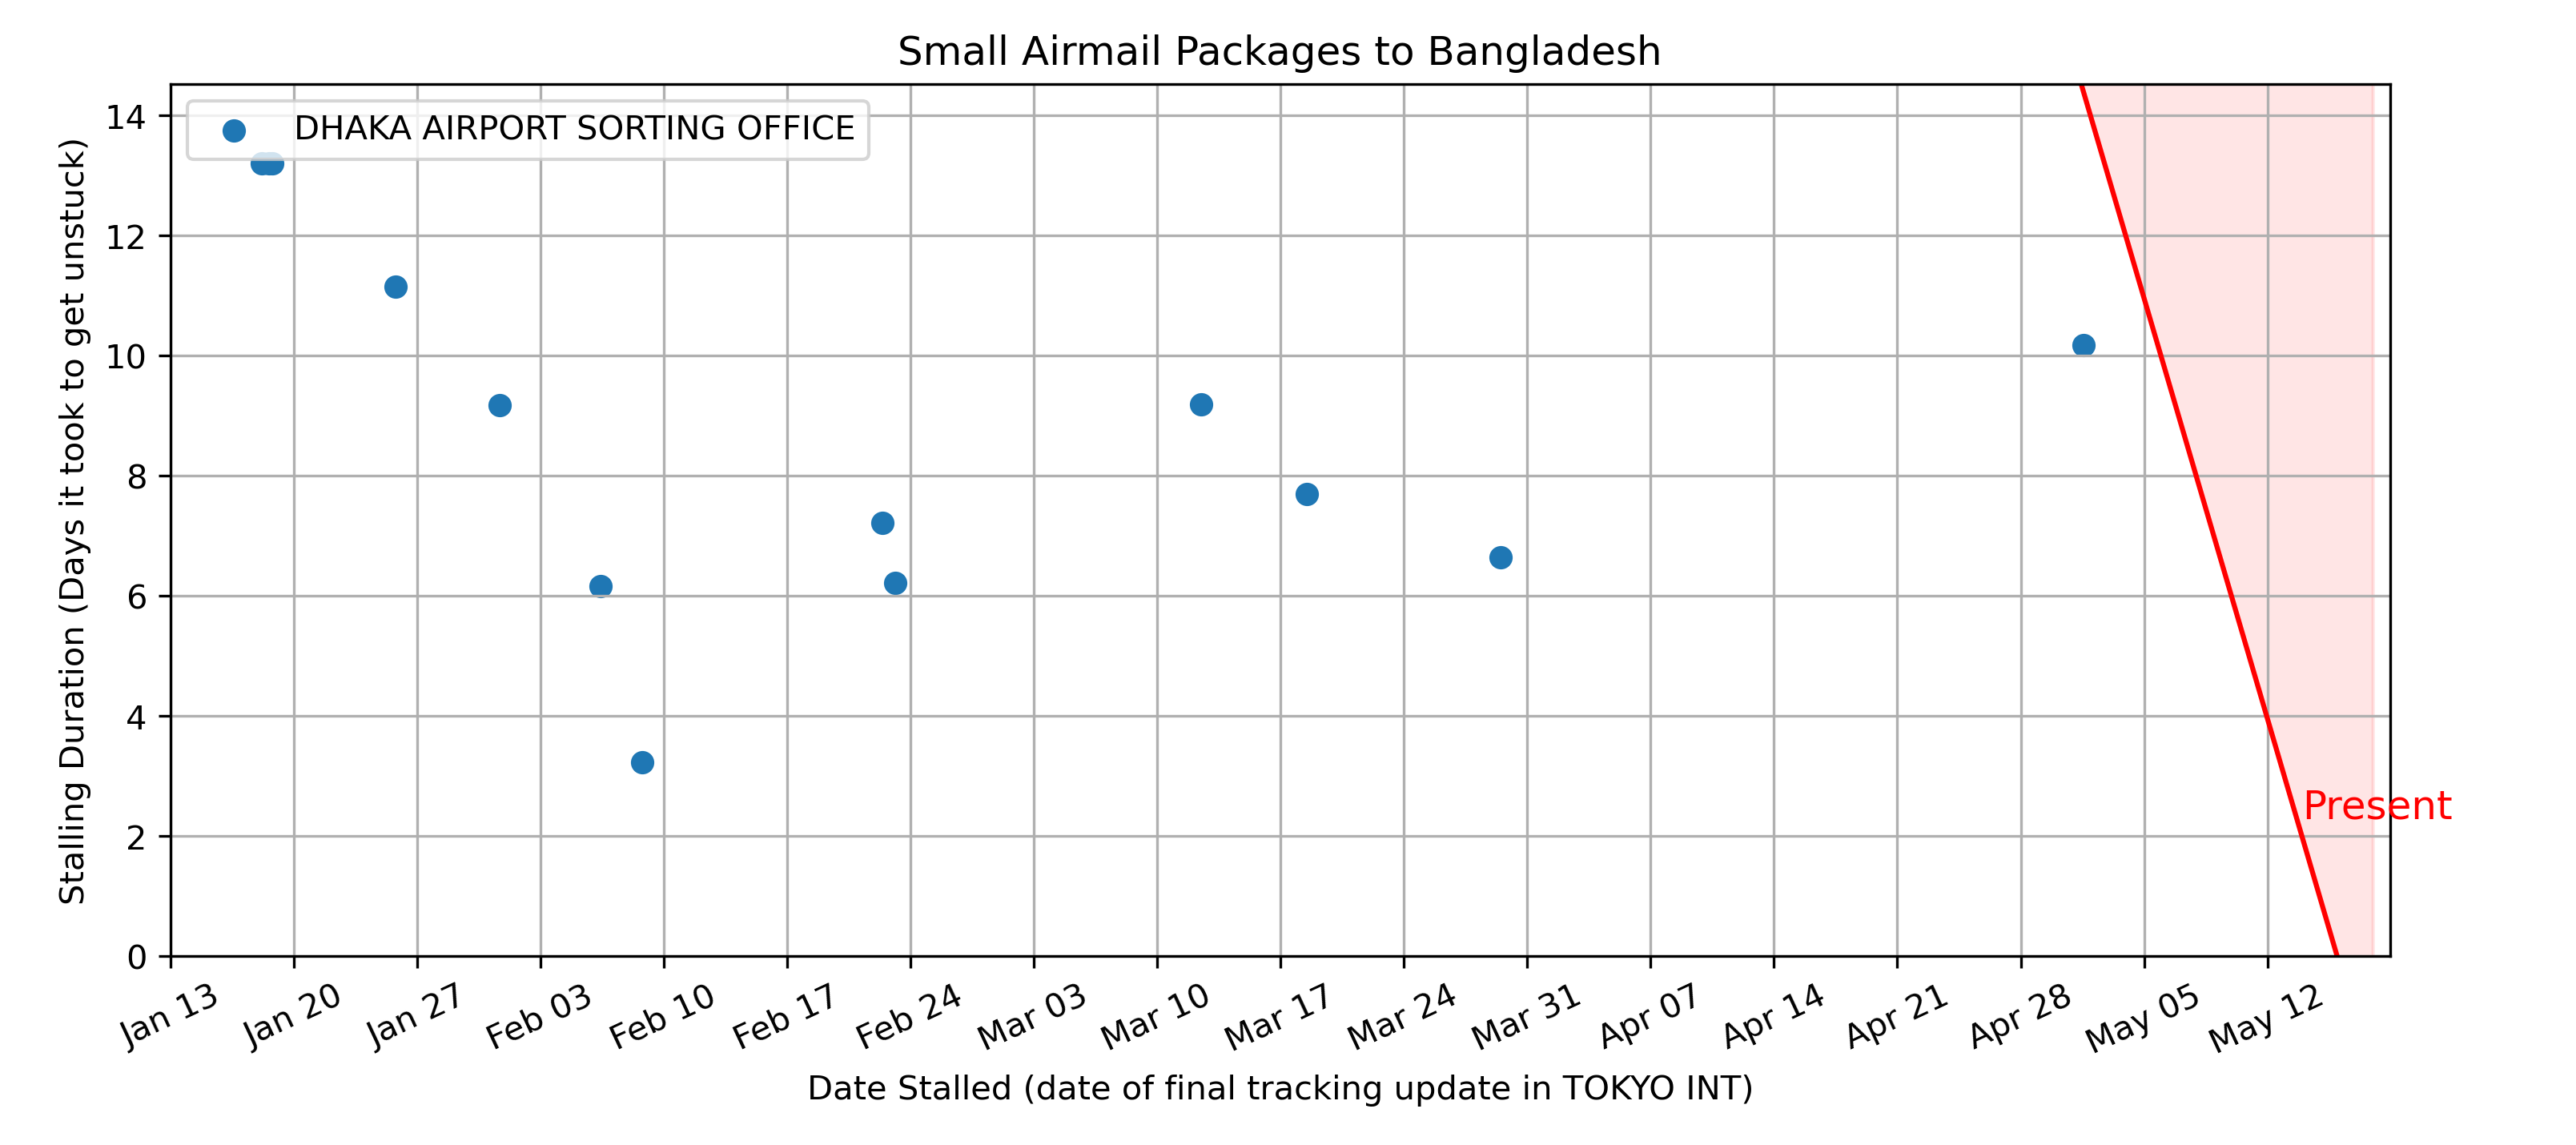 Small Airmail Packages to Bangladesh
DHAKA AIRPORT SORTING OFFICE
Stalling Duration (Days it took to get unstuck)
14
12
10
8
6
4
2
0
Present
Jan 13
Jan 20
Jan 27
Feb 03
Feb 10
Feb 17
Feb 24
Mar 03
Mar 10
Mar 17
Mar 24
Mar 31
Apr 07
Apr 14
Apr 21
Apr 28
May 05
May 12
Date Stalled (date of final tracking update in TOKYO INT)